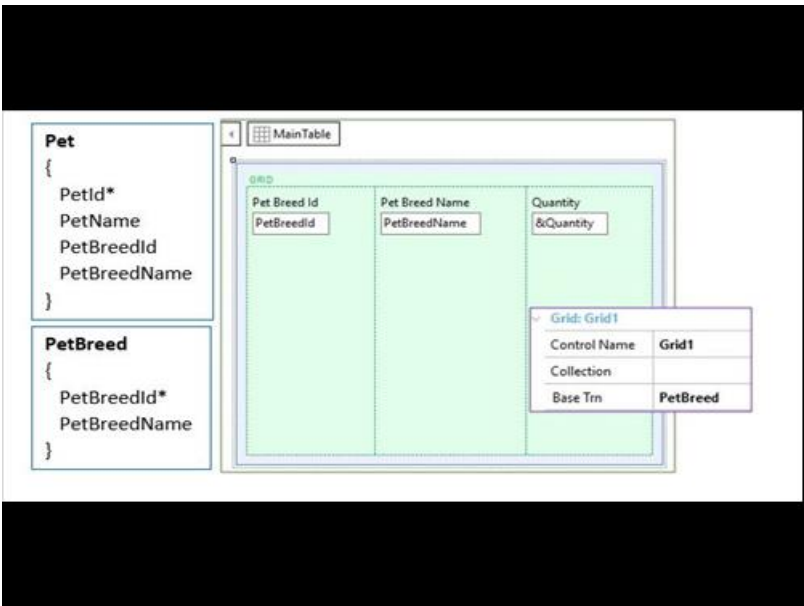 Pet
{
PetId*
PetName
PetBreedId
PetBreedName
}
PetBreed
{
PetBreedId*
PetBreedName
}
MainTable
GRID
Pet Breed Id
Pet Breed Name
Quantity
PetBreedId
PetBreedName
&Quantity
Grid: Grid1
Control Name Grid1
Collection
Base Trn PetBreed